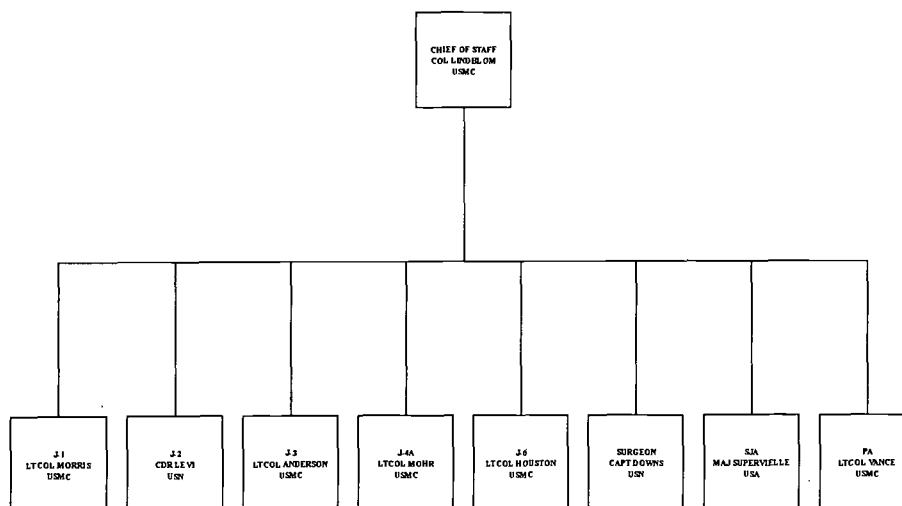 CHIEF OF STAFF
COL LINDBLOM
USMC
J-1
LTCOL MORRIS
USMC
J-2
CDR LEVI
USN
J-3
LTCOL ANDERSON
USMC
J-4A
LTCOL MOHR
USMC
J-6
LTCOL HOUSTON
USMC
SURGEON
CAPT DOWNS
USN
SJA
MAJ SUPERVIELLE
USA
PA
LTCOL VANCE
USMC